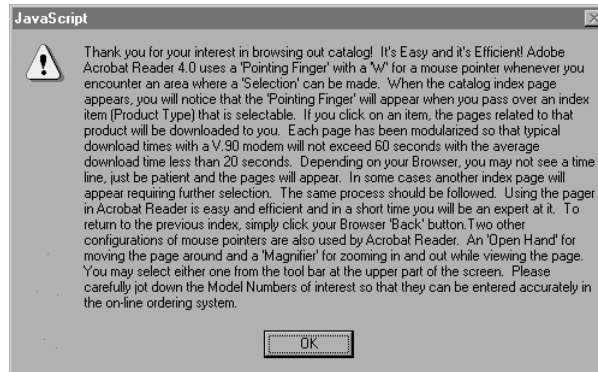 JavaScript
Thank you for your interest in browsing out catalog!  It's Easy and it's Efficient! Adobe
Acrobat Reader 4.0 uses a 'Pointing Finger' with a 'W' for a mouse pointer whenever you
encounter an area where a 'Selection' can be made.  When the catalog index page
appears, you will notice that the 'Pointing Finger' will appear when you pass over an index
item (Product Type) that is selectable.  If you click on an item, the pages related to that
product will be downloaded to you.  Each page has been modularized so that typical
download times with a V.90 modem will not exceed 60 seconds with the average
download time less than 20 seconds.  Depending on your Browser, you may not see a time
line, just be patient and the pages will appear.  In some cases another index page will
appear requiring further selection.  The same process should be followed.  Using the pager
in Acrobat Reader is easy and efficient and in a short time you will be an expert at it.  To
return to the previous index, simply click your Browser 'Back' button.Two other
configurations of mouse pointers are also used by Acrobat Reader.  An 'Open Hand' for
moving the page around and a 'Magnifier' for zooming in and out while viewing the page.
You may select either one from the tool bar at the upper part of the screen.  Please
carefully jot down the Model Numbers of interest so that they can be entered accurately in
the on-line ordering system.
OK